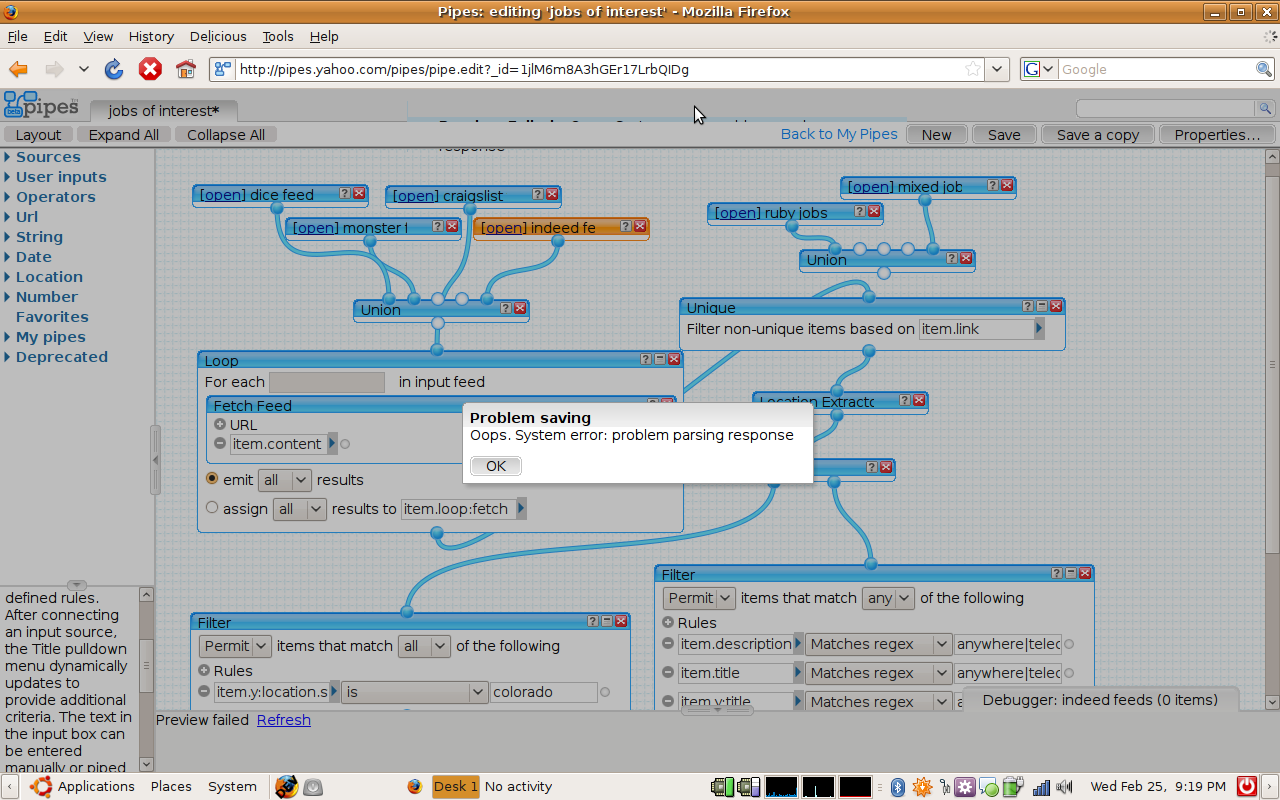 Pipes: editing 'jobs of interest' - Mozilla Firefox
File Edit View History Delicious Tools Help
http://pipes.yahoo.com/pipes/pipe.edit?_id=1jlM6m8A3hGEr17LrbQIDg
G Google
pipes beta
jobs of interest*
Layout Expand All Collapse All
Back to My Pipes New Save Save a copy Properties...
response
Sources
User inputs
Operators
Url
String
Date
Location
Number
Favorites
My pipes
Deprecated
defined rules.
After connecting
an input source,
the Title pulldown
menu dynamically
updates to
provide additional
criteria. The text in
the input box can
be entered
manually or piped
[open] dice feed
[open] craigslist
[open] monster f
[open] indeed fe
[open] mixed job
[open] ruby jobs
Union
Union
Unique
Filter non-unique items based on item.link
Loop
For each in input feed
Fetch Feed
URL
item.content
emit all results
assign all results to item.loop:fetch
Location Extracto
Problem saving
Oops. System error: problem parsing response
OK
Filter
Permit items that match all of the following
Rules
item.y:location.s is colorado
Filter
Permit items that match any of the following
Rules
item.description Matches regex anywhere|telec
item.title Matches regex anywhere|telec
item.y:title Matches regex
Debugger: indeed feeds (0 items)
Preview failed Refresh
Applications Places System Desk 1 No activity Wed Feb 25, 9:19 PM